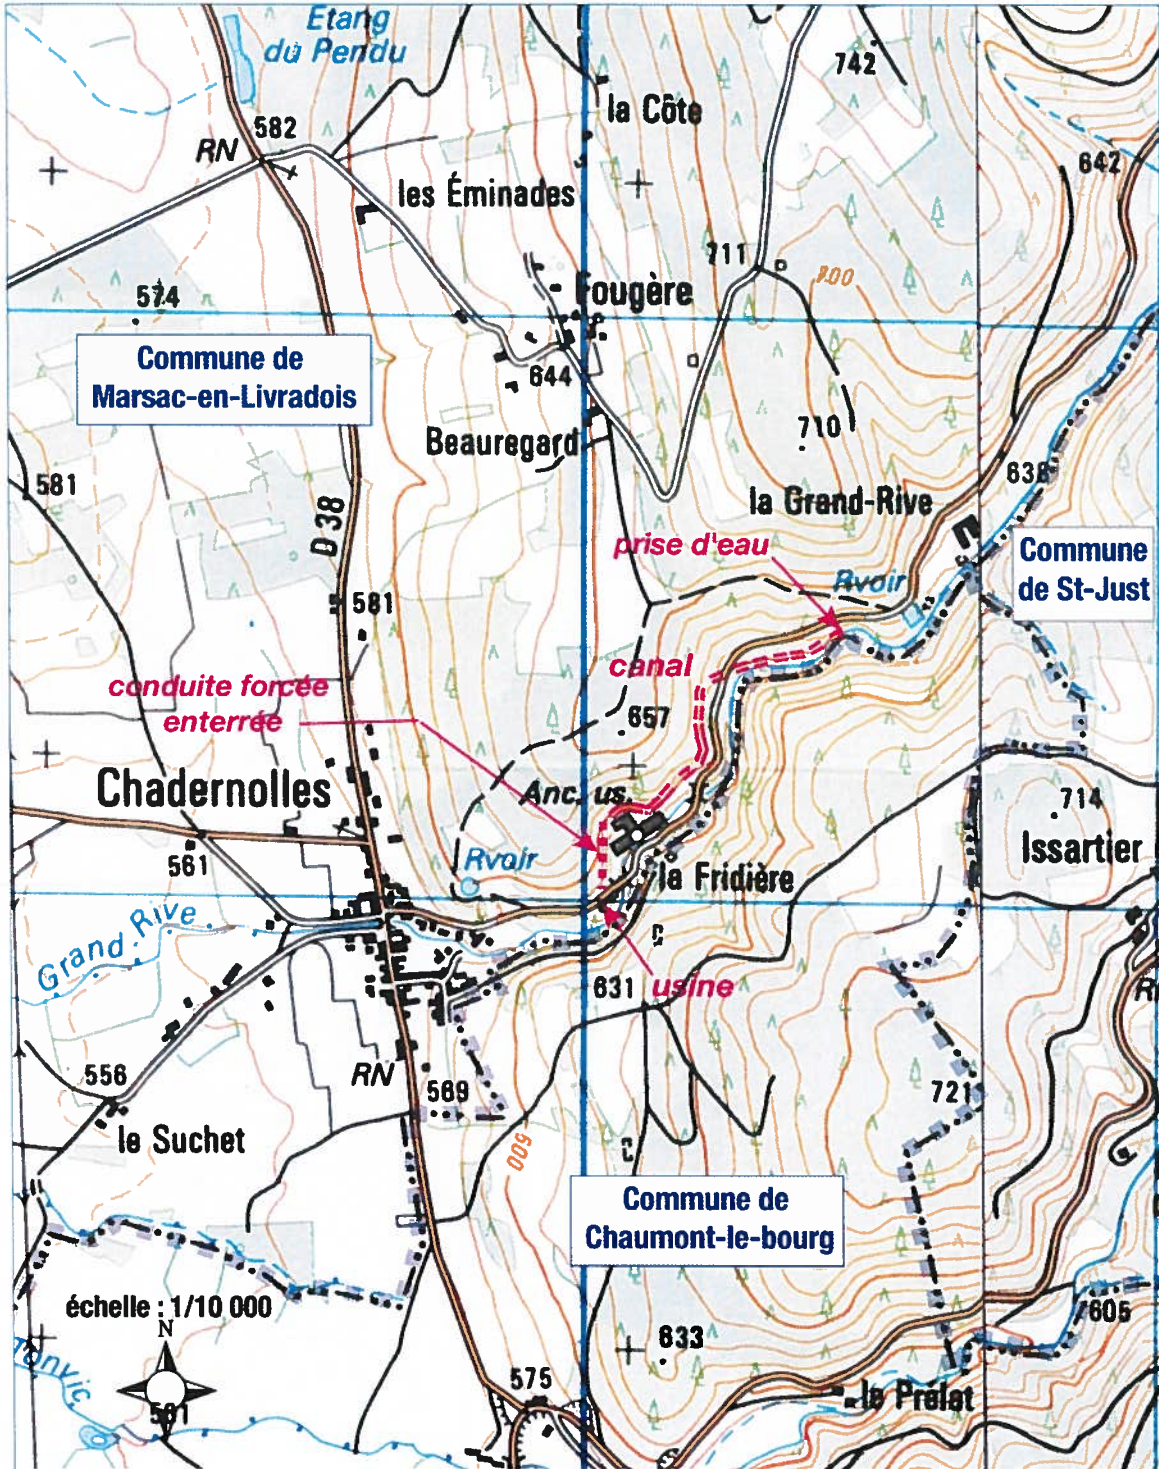 Etang
du Pendu
742
la Côte
582
RN
642
les Éminades
711
700
Fougère
574
Commune de
Marsac-en-Livradois
644
710
Beauregard
581
638
la Grand-Rive
D 38
prise d'eau
Commune
de St-Just
Rvoir
581
canal
conduite forcée
enterrée
657
Chadernolles
Anc. us.
714
Issartier
561
Rvoir
la Fridière
Grand Rive
631
usine
556
RN
569
721
le Suchet
600
Commune de
Chaumont-le-bourg
échelle : 1/10 000
N
605
633
575
le Prélat